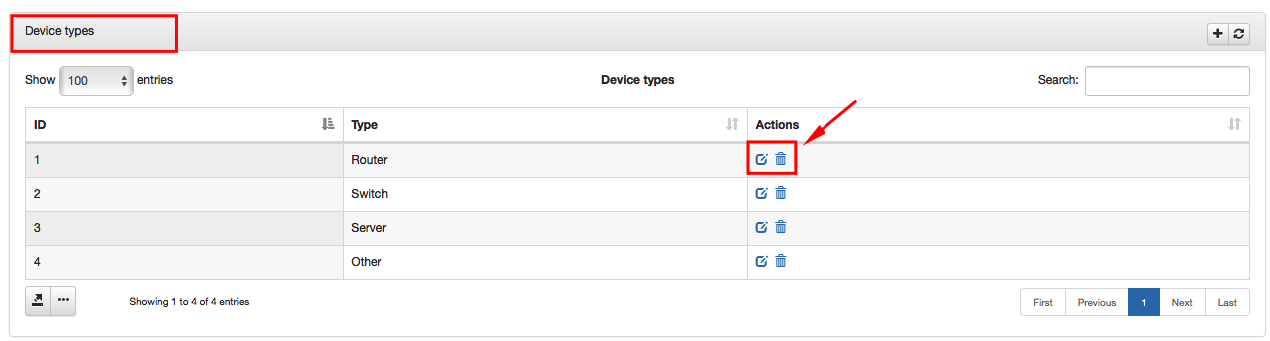 Device types
Show 100 entries
Device types
Search:
ID Type Actions
1 Router
2 Switch
3 Server
4 Other
Showing 1 to 4 of 4 entries
First Previous 1 Next Last